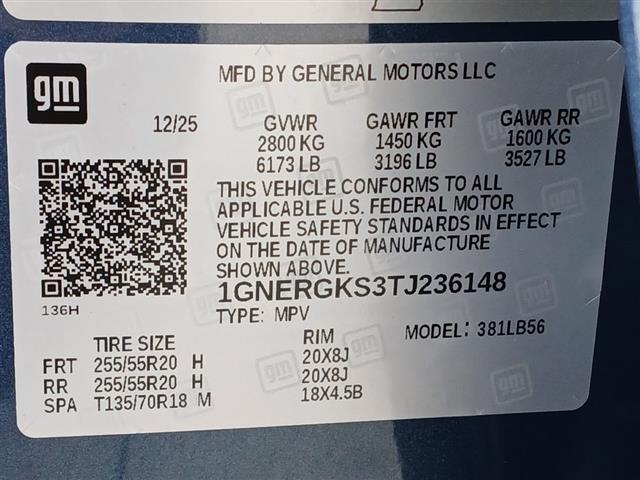 gm
MFD BY GENERAL MOTORS LLC
12/25 GVWR GAWR FRT GAWR RR
2800 KG 1450 KG 1600 KG
6173 LB 3196 LB 3527 LB
THIS VEHICLE CONFORMS TO ALL
APPLICABLE U.S. FEDERAL MOTOR
VEHICLE SAFETY STANDARDS IN EFFECT
ON THE DATE OF MANUFACTURE
SHOWN ABOVE.
1GNERGKS3TJ236148
136H
TYPE: MPV MODEL: 381LB56
TIRE SIZE RIM
FRT 255/55R20 H 20X8J
RR 255/55R20 H 20X8J
SPA T135/70R18 M 18X4.5B